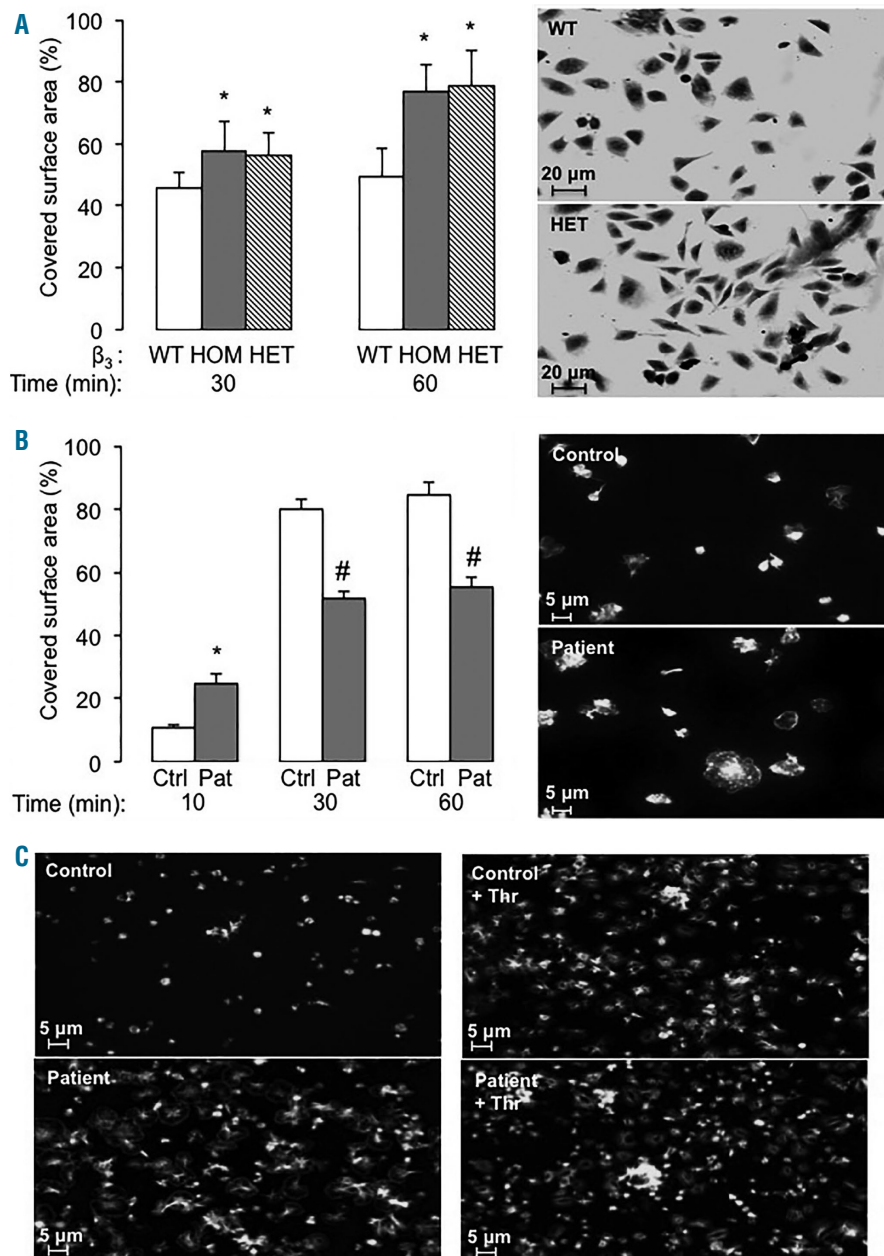 A
Covered surface area (%)
100
80
60
40
20
0
* * * *
β3 : WT HOM HET WT HOM HET
Time (min): 30 60
WT
20 µm
HET
20 µm
B
Covered surface area (%)
100
80
60
40
20
0
* # #
Ctrl Pat Ctrl Pat Ctrl Pat
Time (min): 10 30 60
Control
5 µm
Patient
5 µm
C
Control
5 µm
Control
+ Thr
5 µm
Patient
5 µm
Patient
+ Thr
5 µm